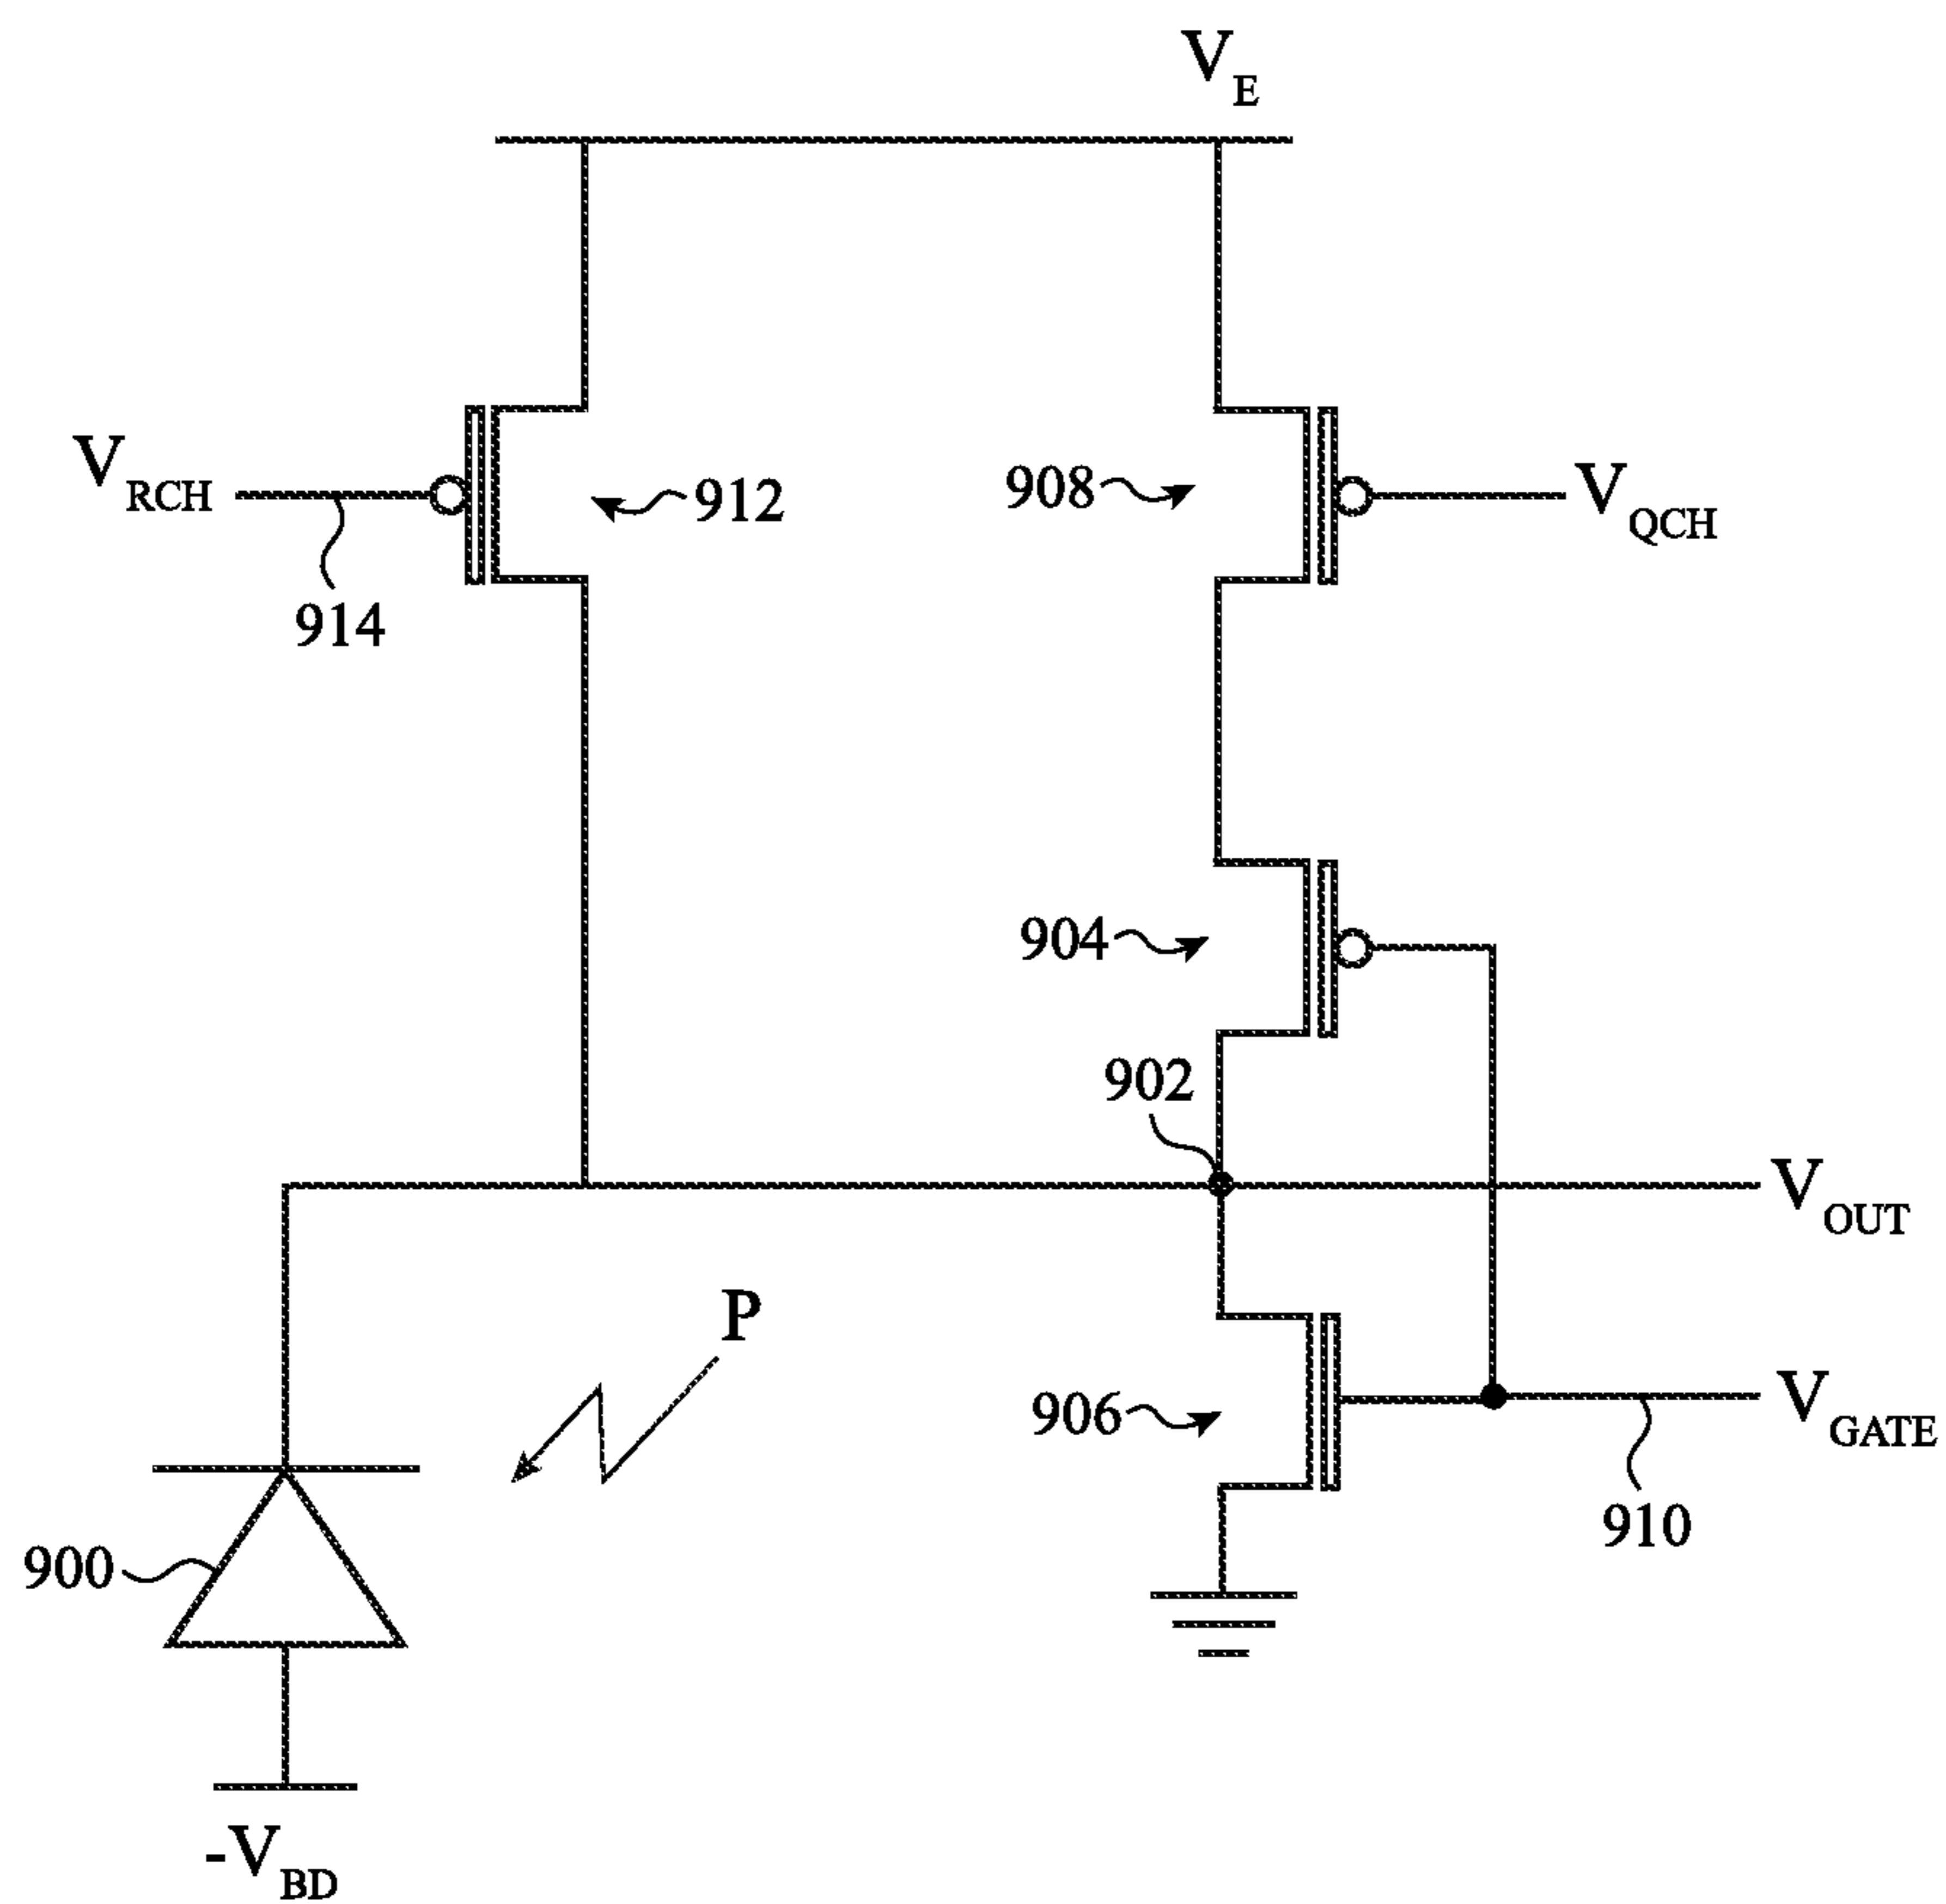 V_E
V_RCH
912
908
V_QCH
914
904
902
V_OUT
P
906
V_GATE
910
900
-V_BD